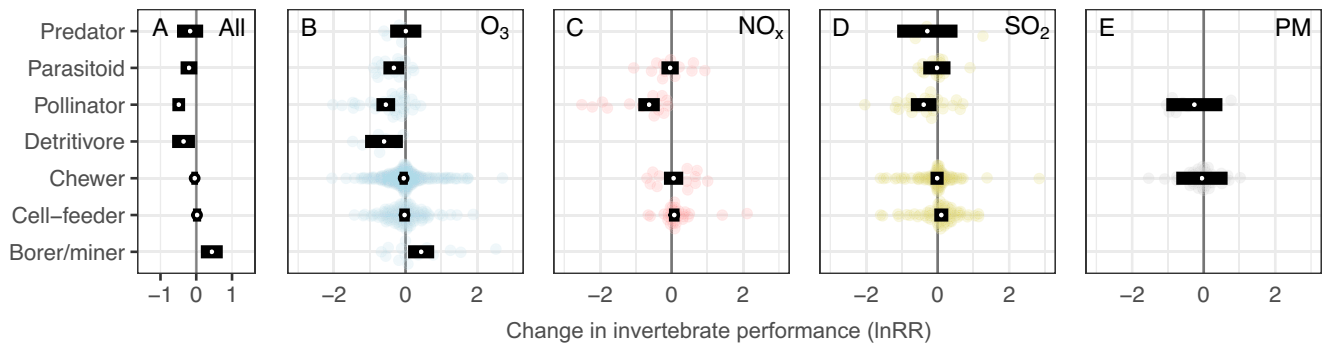 A All B O₃ C NOₓ D SO₂ E PM
Predator
Parasitoid
Pollinator
Detritivore
Chewer
Cell−feeder
Borer/miner
−1 0 1 −2 0 2 −2 0 2 −2 0 2 −2 0 2
Change in invertebrate performance (lnRR)